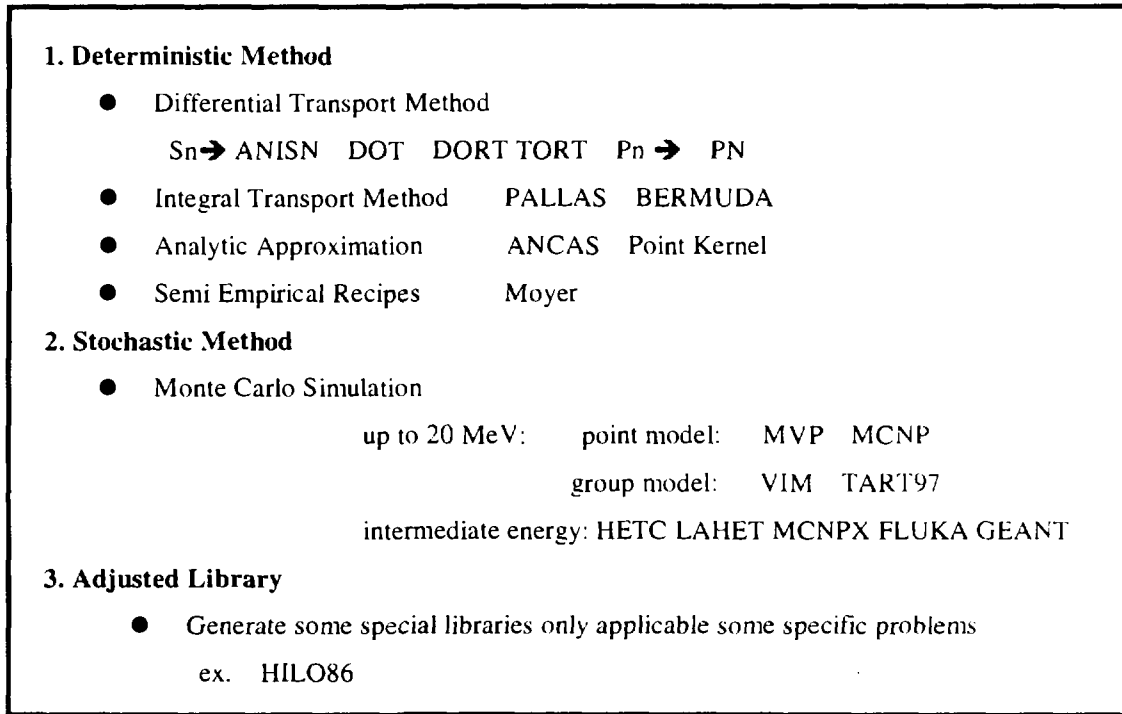 1. Deterministic Method
● Differential Transport Method
Sn➔ ANISN DOT DORT TORT Pn ➔ PN
● Integral Transport Method PALLAS BERMUDA
● Analytic Approximation ANCAS Point Kernel
● Semi Empirical Recipes Moyer
2. Stochastic Method
● Monte Carlo Simulation
up to 20 MeV: point model: MVP MCNP
group model: VIM TART97
intermediate energy: HETC LAHET MCNPX FLUKA GEANT
3. Adjusted Library
● Generate some special libraries only applicable some specific problems
ex. HILO86